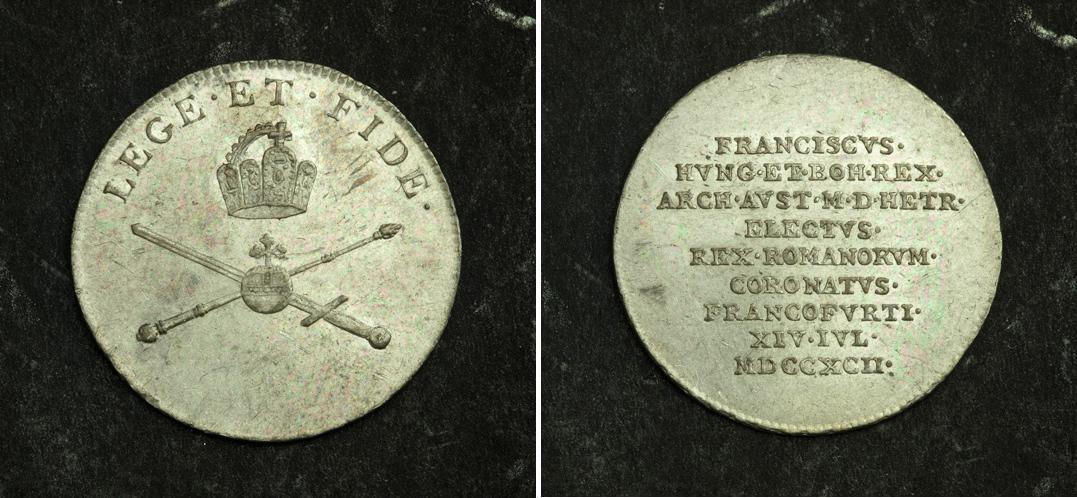 LEGE·ET·FIDE·
FRANCISCVS·
HVNG·ET·BOH·REX·
ARCH·AVST·M·D·HETR·
ELECTVS·
REX·ROMANORVM·
CORONATVS·
FRANCOFVRTI·
XIV·IVL·
MDCCXCII·